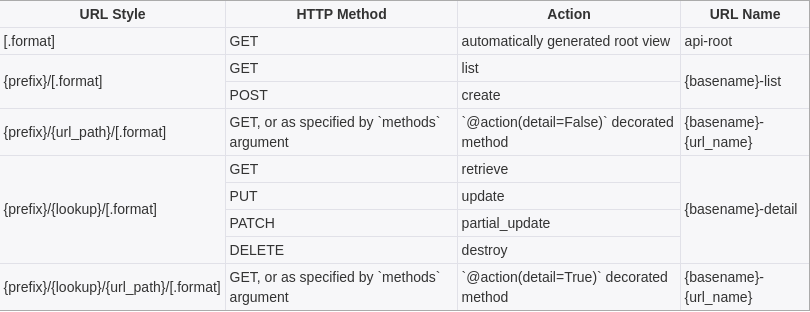 URL Style HTTP Method Action URL Name
[.format] GET automatically generated root view api-root
{prefix}/[.format] GET list {basename}-list
POST create
{prefix}/{url_path}/[.format] GET, or as specified by `methods` argument `@action(detail=False)` decorated method {basename}-{url_name}
{prefix}/{lookup}/[.format] GET retrieve {basename}-detail
PUT update
PATCH partial_update
DELETE destroy
{prefix}/{lookup}/{url_path}/[.format] GET, or as specified by `methods` argument `@action(detail=True)` decorated method {basename}-{url_name}